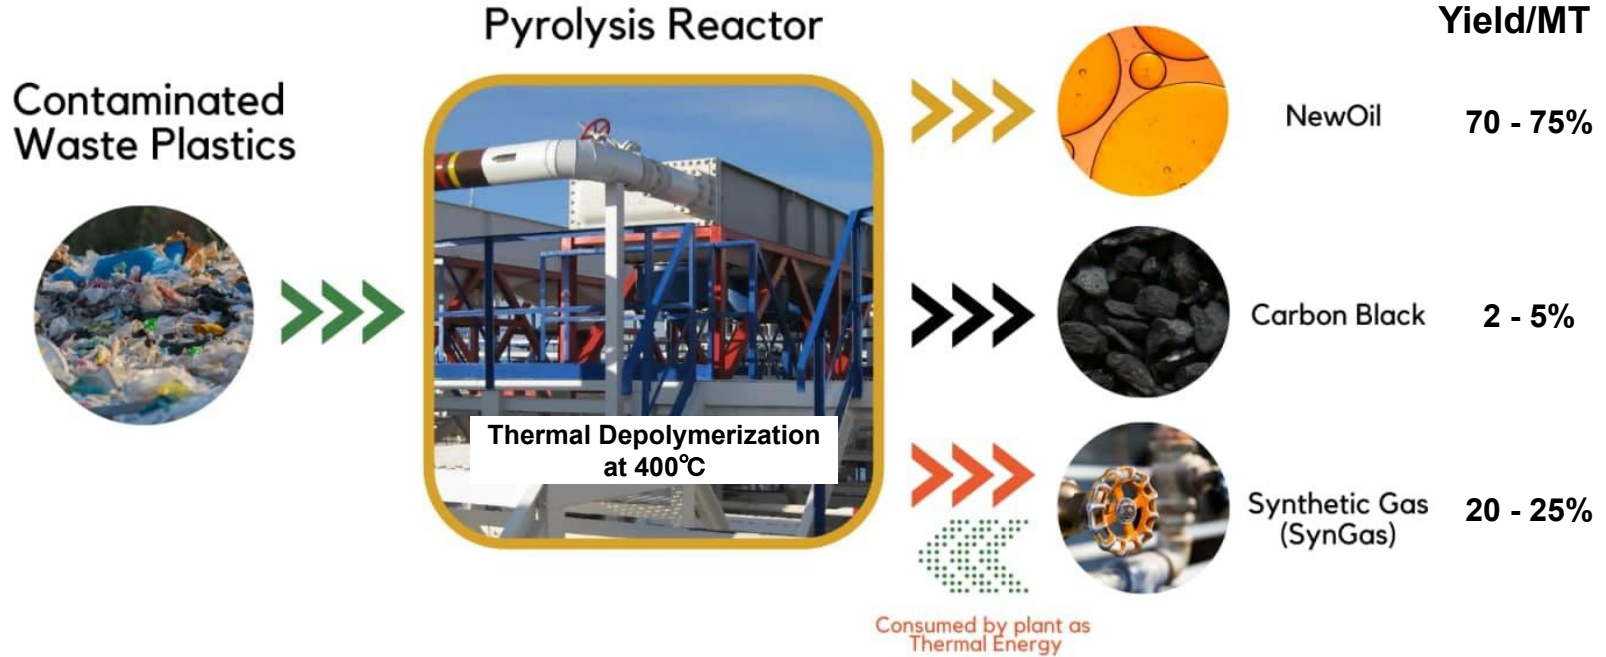 Pyrolysis Reactor
Yield/MT
Contaminated
Waste Plastics
NewOil
70 - 75%
Carbon Black
2 - 5%
Thermal Depolymerization
at 400℃
Synthetic Gas
(SynGas)
20 - 25%
Consumed by plant as
Thermal Energy